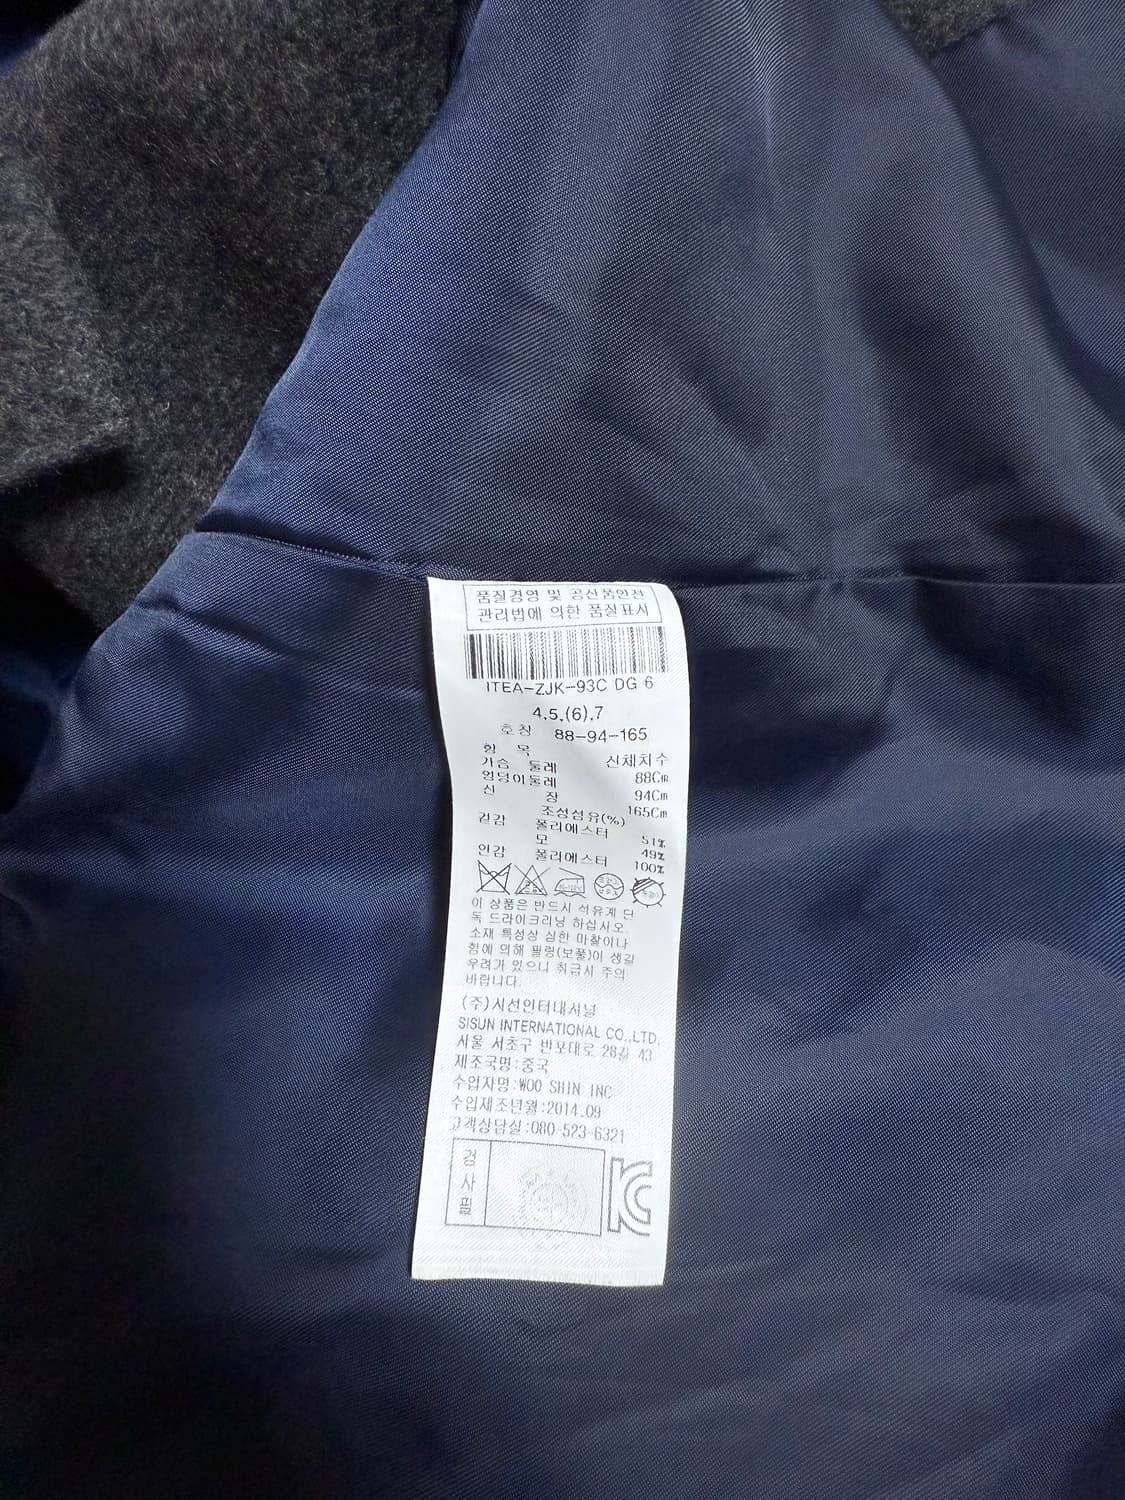 품질경영 및 공산품안전
관리법에 의한 품질표시
ITEA-ZJK-93C DG 6
4.5.(6).7
호칭 88-94-165
항 목 신체치수
가슴 둘레 88Cm
엉덩이둘레 94Cm
신 장 165Cm
조성섬유(%)
겉감 폴리에스터 51%
모 49%
안감 폴리에스터 100%
이 상품은 반드시 석유계 단
독 드라이크리닝 하십시오.
소재 특성상 심한 마찰이나
힘에 의해 필링(보풀)이 생길
우려가 있으니 취급시 주의
바랍니다.
(주)시선인터내셔널
SISUN INTERNATIONAL CO.,LTD.
서울 서초구 반포대로 28길 43
제조국명:중국
수입자명:WOO SHIN INC
수입제조년월:2014.09
고객상담실:080-523-6321
검
사
필